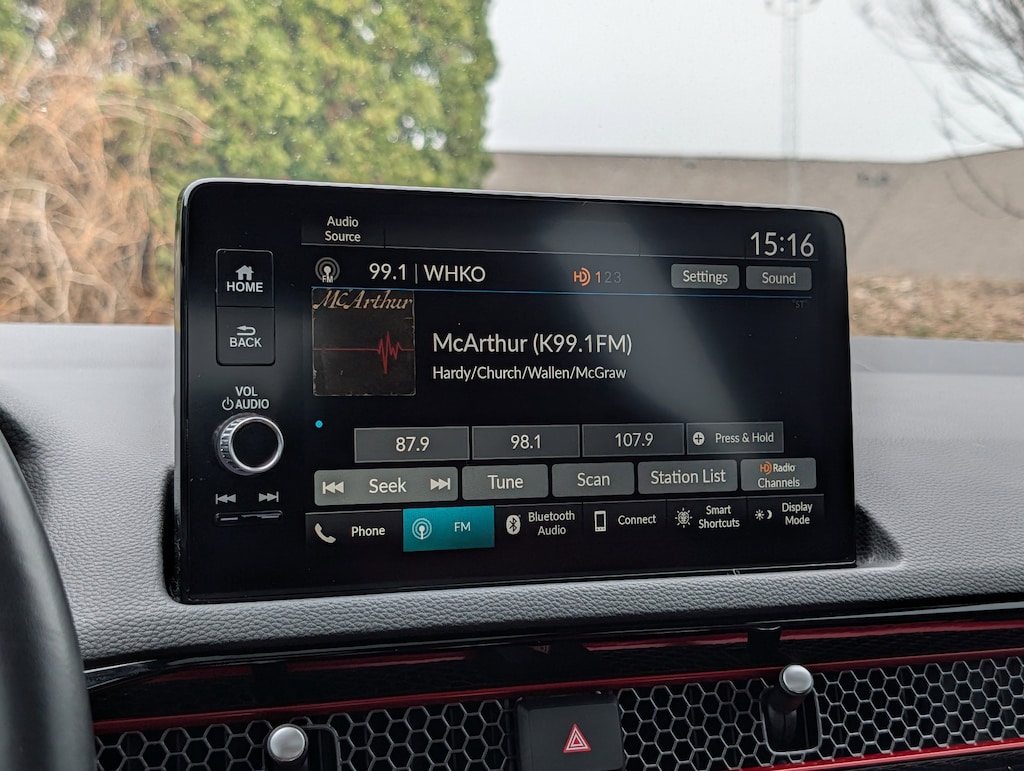 Audio
Source
15:16
HOME
FM
99.1 | WHKO
HD 1 2 3
Settings
Sound
McArthur
"ST"
BACK
McArthur (K99.1FM)
Hardy/Church/Wallen/McGraw
VOL
AUDIO
87.9
98.1
107.9
+ Press & Hold
Seek
Tune
Scan
Station List
HD Radio
Channels
Phone
FM
Bluetooth
Audio
Connect
Smart
Shortcuts
Display
Mode